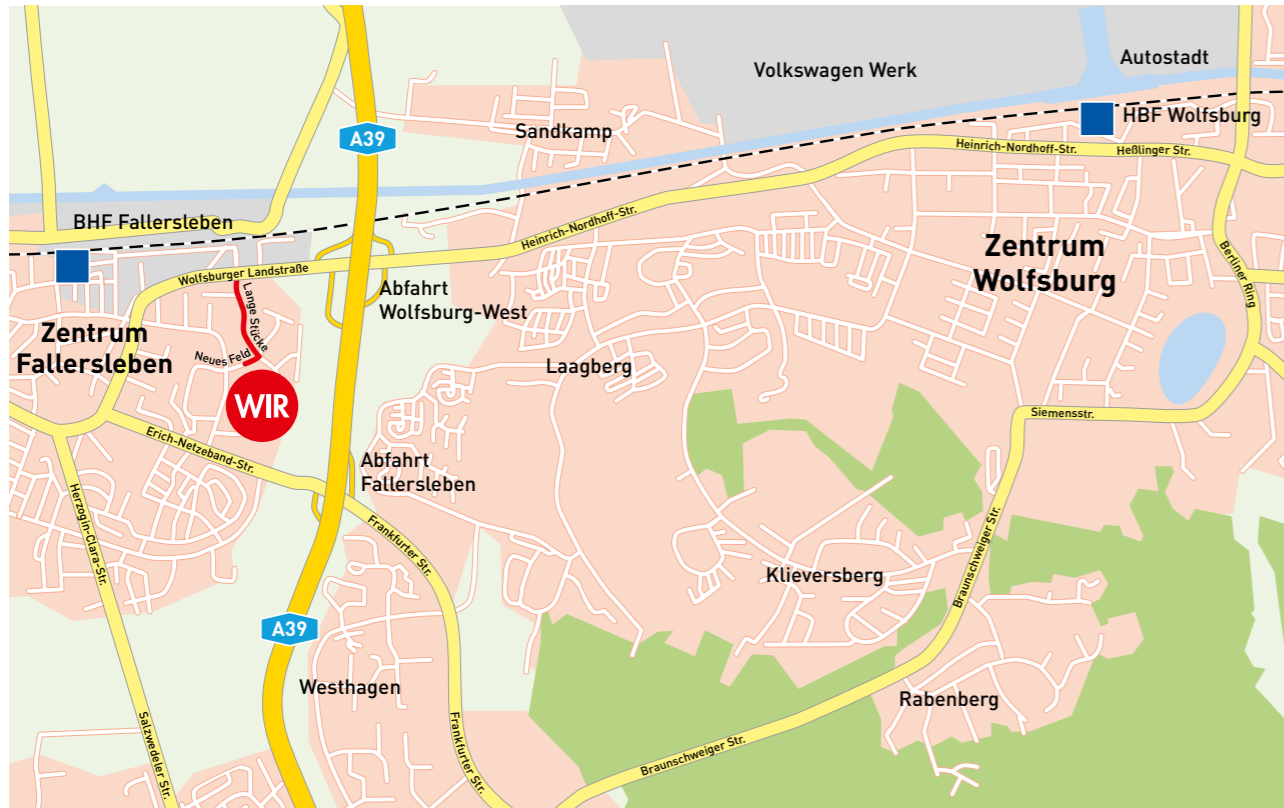 Volkswagen Werk
Autostadt
HBF Wolfsburg
A39
Sandkamp
Heinrich-Nordhoff-Str.
Heßlinger Str.
BHF Fallersleben
Heinrich-Nordhoff-Str.
Wolfsburger Landstraße
Zentrum
Wolfsburg
Berliner Ring
Abfahrt
Wolfsburg-West
Lange Stücke
Neues Feld
Zentrum
Fallersleben
Laagberg
WIR
Siemensstr.
Erich-Netzeband-Str.
Abfahrt
Fallersleben
Herzogin-Clara-Str.
Frankfurter Str.
Braunschweiger Str.
Klieversberg
A39
Westhagen
Rabenberg
Salzwedeler Str.
Frankfurter Str.
Braunschweiger Str.